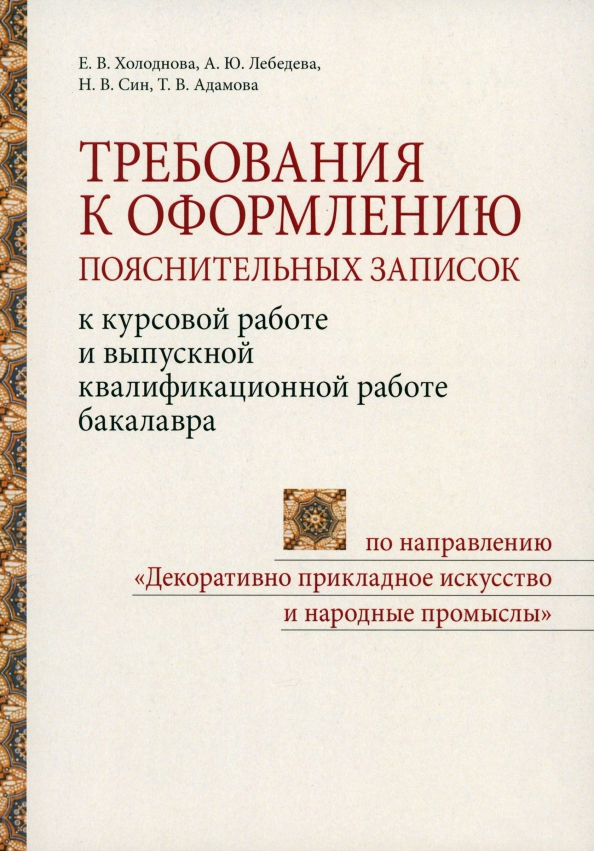 Е. В. Холоднова, А. Ю. Лебедева,
Н. В. Син, Т. В. Адамова
ТРЕБОВАНИЯ
К ОФОРМЛЕНИЮ
ПОЯСНИТЕЛЬНЫХ ЗАПИСОК
к курсовой работе
и выпускной
квалификационной работе
бакалавра
по направлению
«Декоративно прикладное искусство
и народные промыслы»